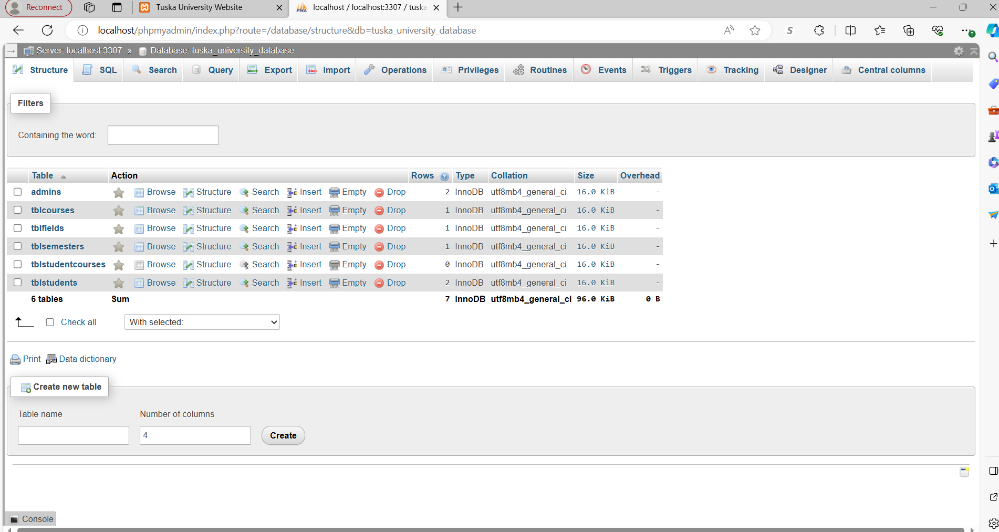 Reconnect Tuska University Website localhost / localhost:3307 / tuska
localhost/phpmyadmin/index.php?route=/database/structure&db=tuska_university_database
Server: localhost:3307 » Database: tuska_university_database
Structure SQL Search Query Export Import Operations Privileges Routines Events Triggers Tracking Designer Central columns
Filters
Containing the word:
Table Action Rows Type Collation Size Overhead
admins Browse Structure Search Insert Empty Drop 2 InnoDB utf8mb4_general_ci 16.0 KiB -
tblcourses Browse Structure Search Insert Empty Drop 1 InnoDB utf8mb4_general_ci 16.0 KiB -
tblfields Browse Structure Search Insert Empty Drop 1 InnoDB utf8mb4_general_ci 16.0 KiB -
tblsemesters Browse Structure Search Insert Empty Drop 1 InnoDB utf8mb4_general_ci 16.0 KiB -
tblstudentcourses Browse Structure Search Insert Empty Drop 0 InnoDB utf8mb4_general_ci 16.0 KiB -
tblstudents Browse Structure Search Insert Empty Drop 2 InnoDB utf8mb4_general_ci 16.0 KiB -
6 tables Sum 7 InnoDB utf8mb4_general_ci 96.0 KiB 0 B
Check all With selected:
Print Data dictionary
Create new table
Table name Number of columns
4 Create
Console